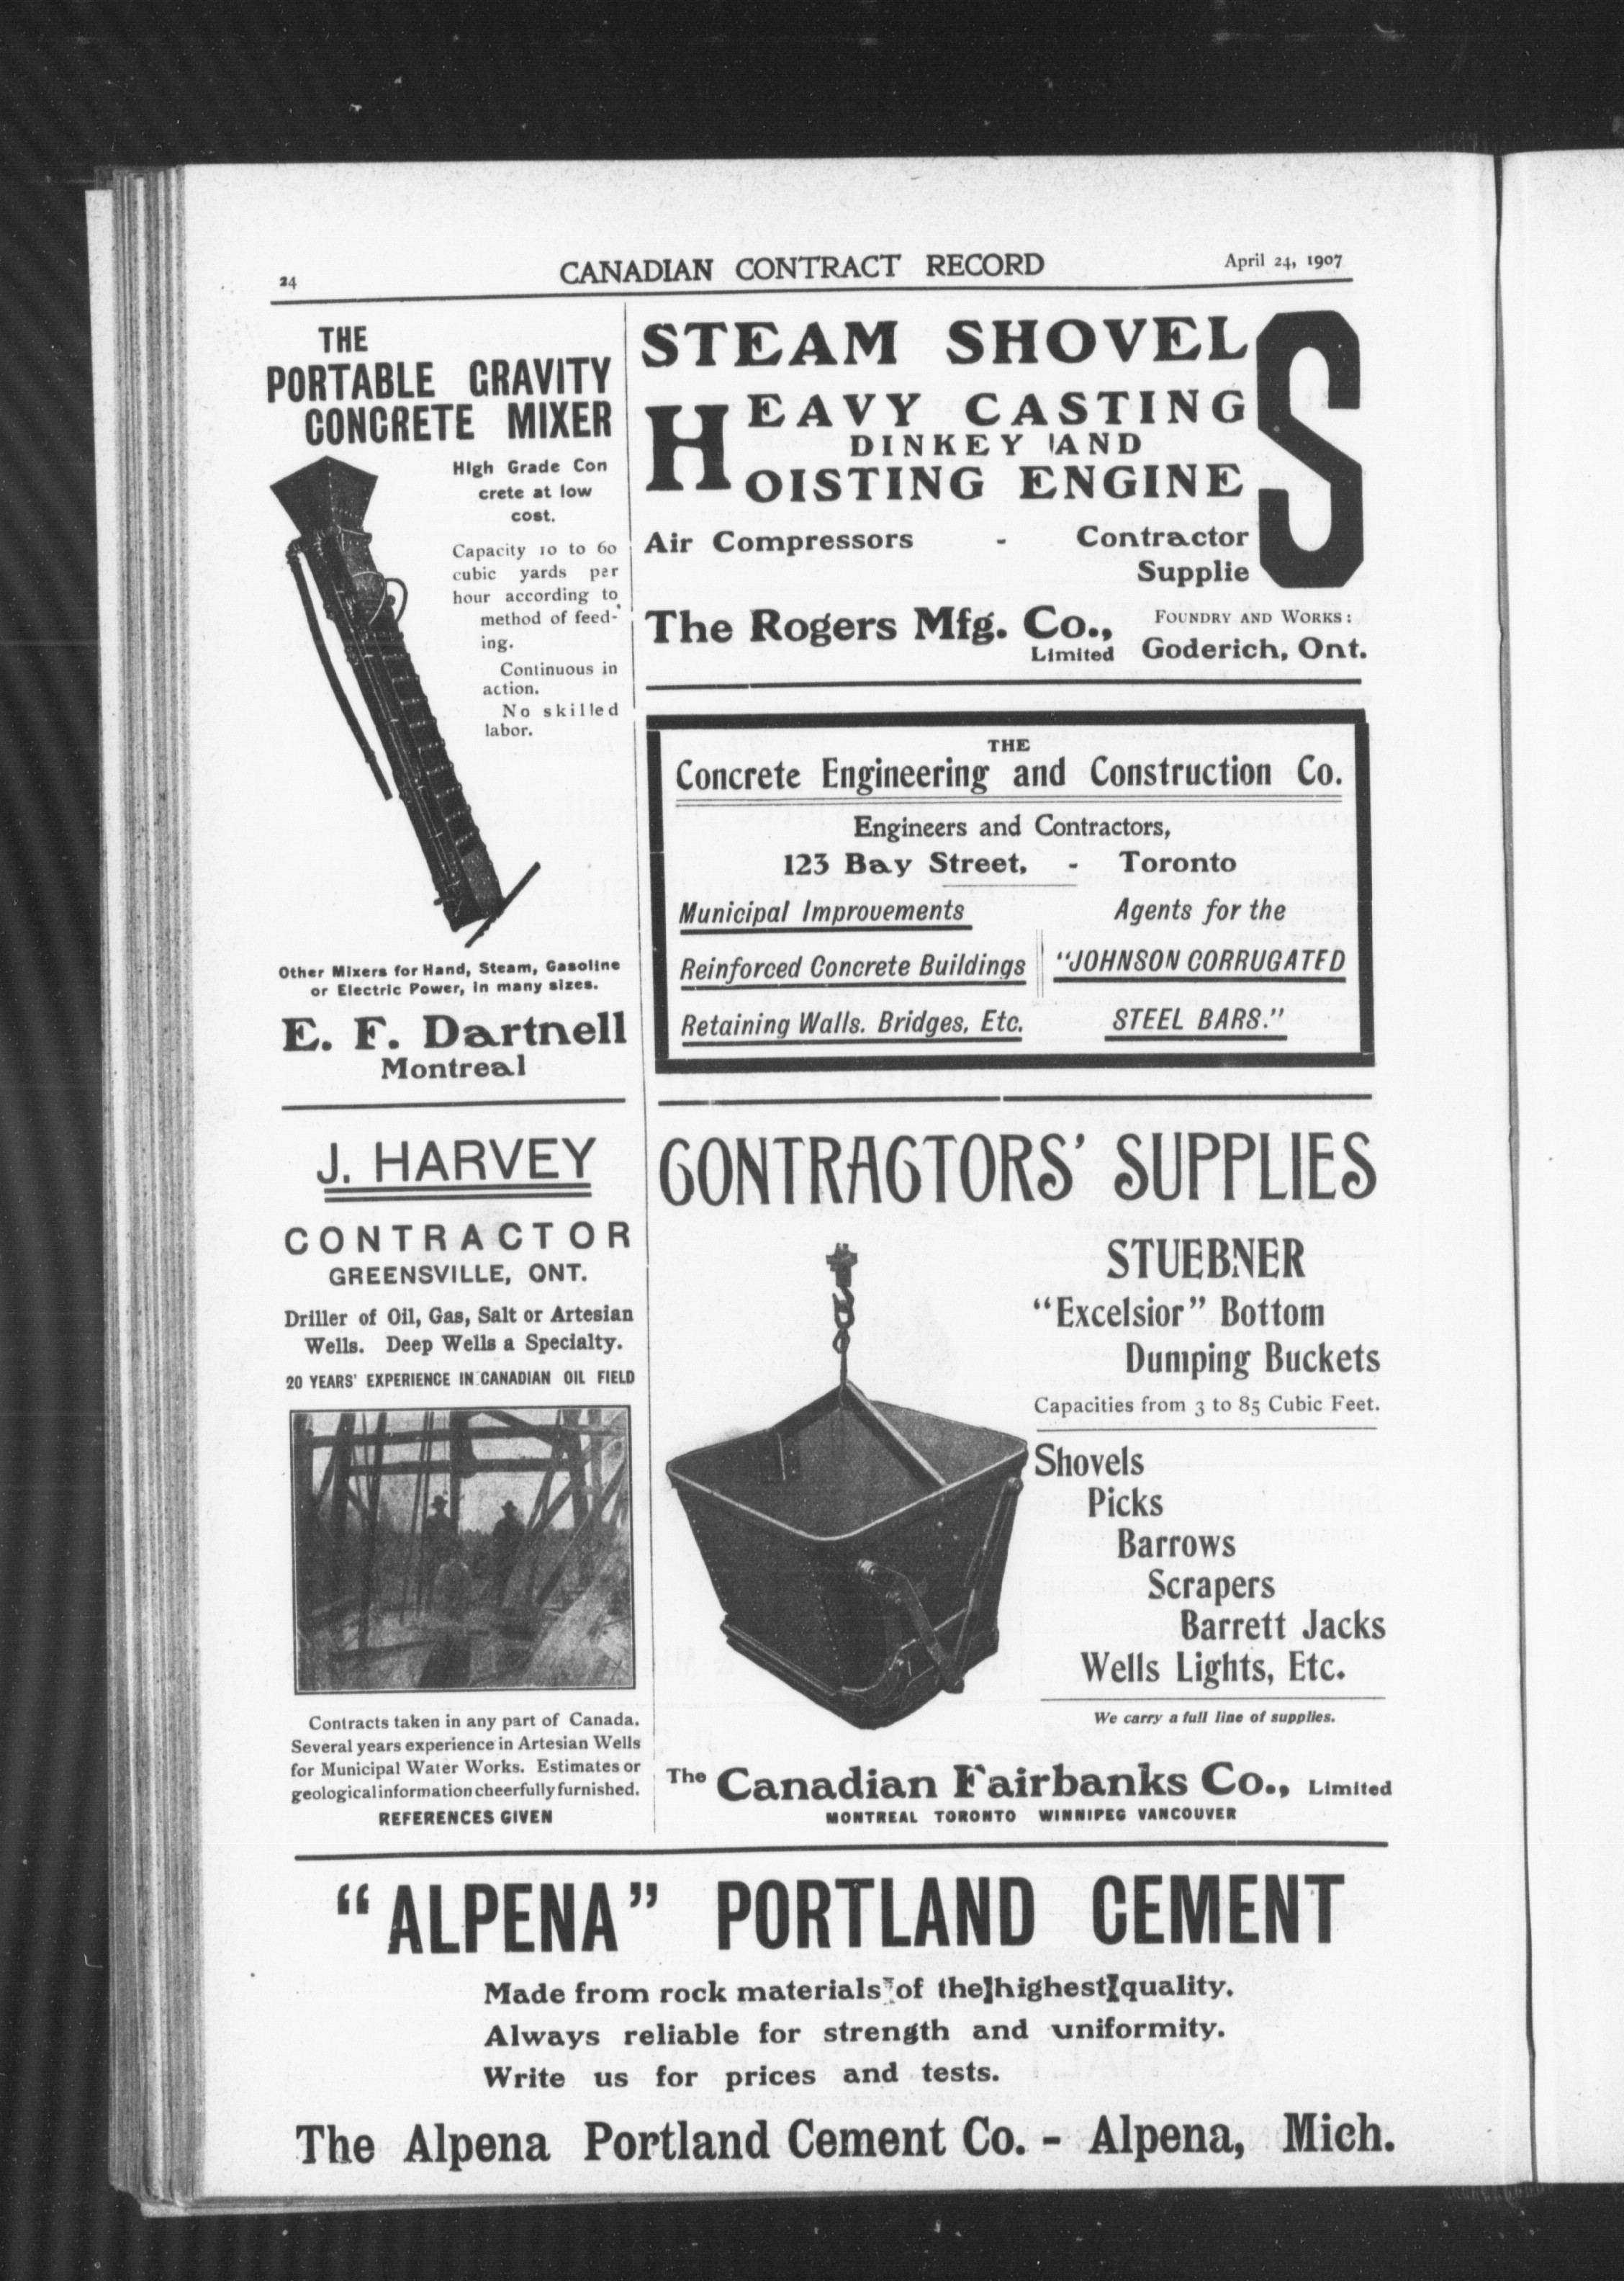 24
CANADIAN CONTRACT RECORD
April 24, 1907
THE
PORTABLE GRAVITY
CONCRETE MIXER
High Grade Con
crete at low
cost.
Capacity 10 to 60
cubic yards per
hour according to
method of feed-
ing.
Continuous in
action.
No skilled
labor.
Other Mixers for Hand, Steam, Gasoline
or Electric Power, in many sizes.
E. F. Dartnell
Montreal
J. HARVEY
CONTRACTOR
GREENSVILLE, ONT.
Driller of Oil, Gas, Salt or Artesian
Wells. Deep Wells a Specialty.
20 YEARS' EXPERIENCE IN CANADIAN OIL FIELD
Contracts taken in any part of Canada.
Several years experience in Artesian Wells
for Municipal Water Works. Estimates or
geological information cheerfully furnished.
REFERENCES GIVEN
STEAM SHOVELS
HEAVY CASTING
DINKEY AND
HOISTING ENGINE
Air Compressors - Contractor
Supplie
The Rogers Mfg. Co.,
Limited
FOUNDRY AND WORKS:
Goderich, Ont.
THE
Concrete Engineering and Construction Co.
Engineers and Contractors,
123 Bay Street, - Toronto
Municipal Improvements
Reinforced Concrete Buildings
Retaining Walls. Bridges, Etc.
Agents for the
"JOHNSON CORRUGATED
STEEL BARS."
CONTRACTORS' SUPPLIES
STUEBNER
"Excelsior" Bottom
Dumping Buckets
Capacities from 3 to 85 Cubic Feet.
Shovels
Picks
Barrows
Scrapers
Barrett Jacks
Wells Lights, Etc.
We carry a full line of supplies.
The Canadian Fairbanks Co., Limited
MONTREAL TORONTO WINNIPEG VANCOUVER
"ALPENA" PORTLAND CEMENT
Made from rock materials of the highest quality.
Always reliable for strength and uniformity.
Write us for prices and tests.
The Alpena Portland Cement Co. - Alpena, Mich.